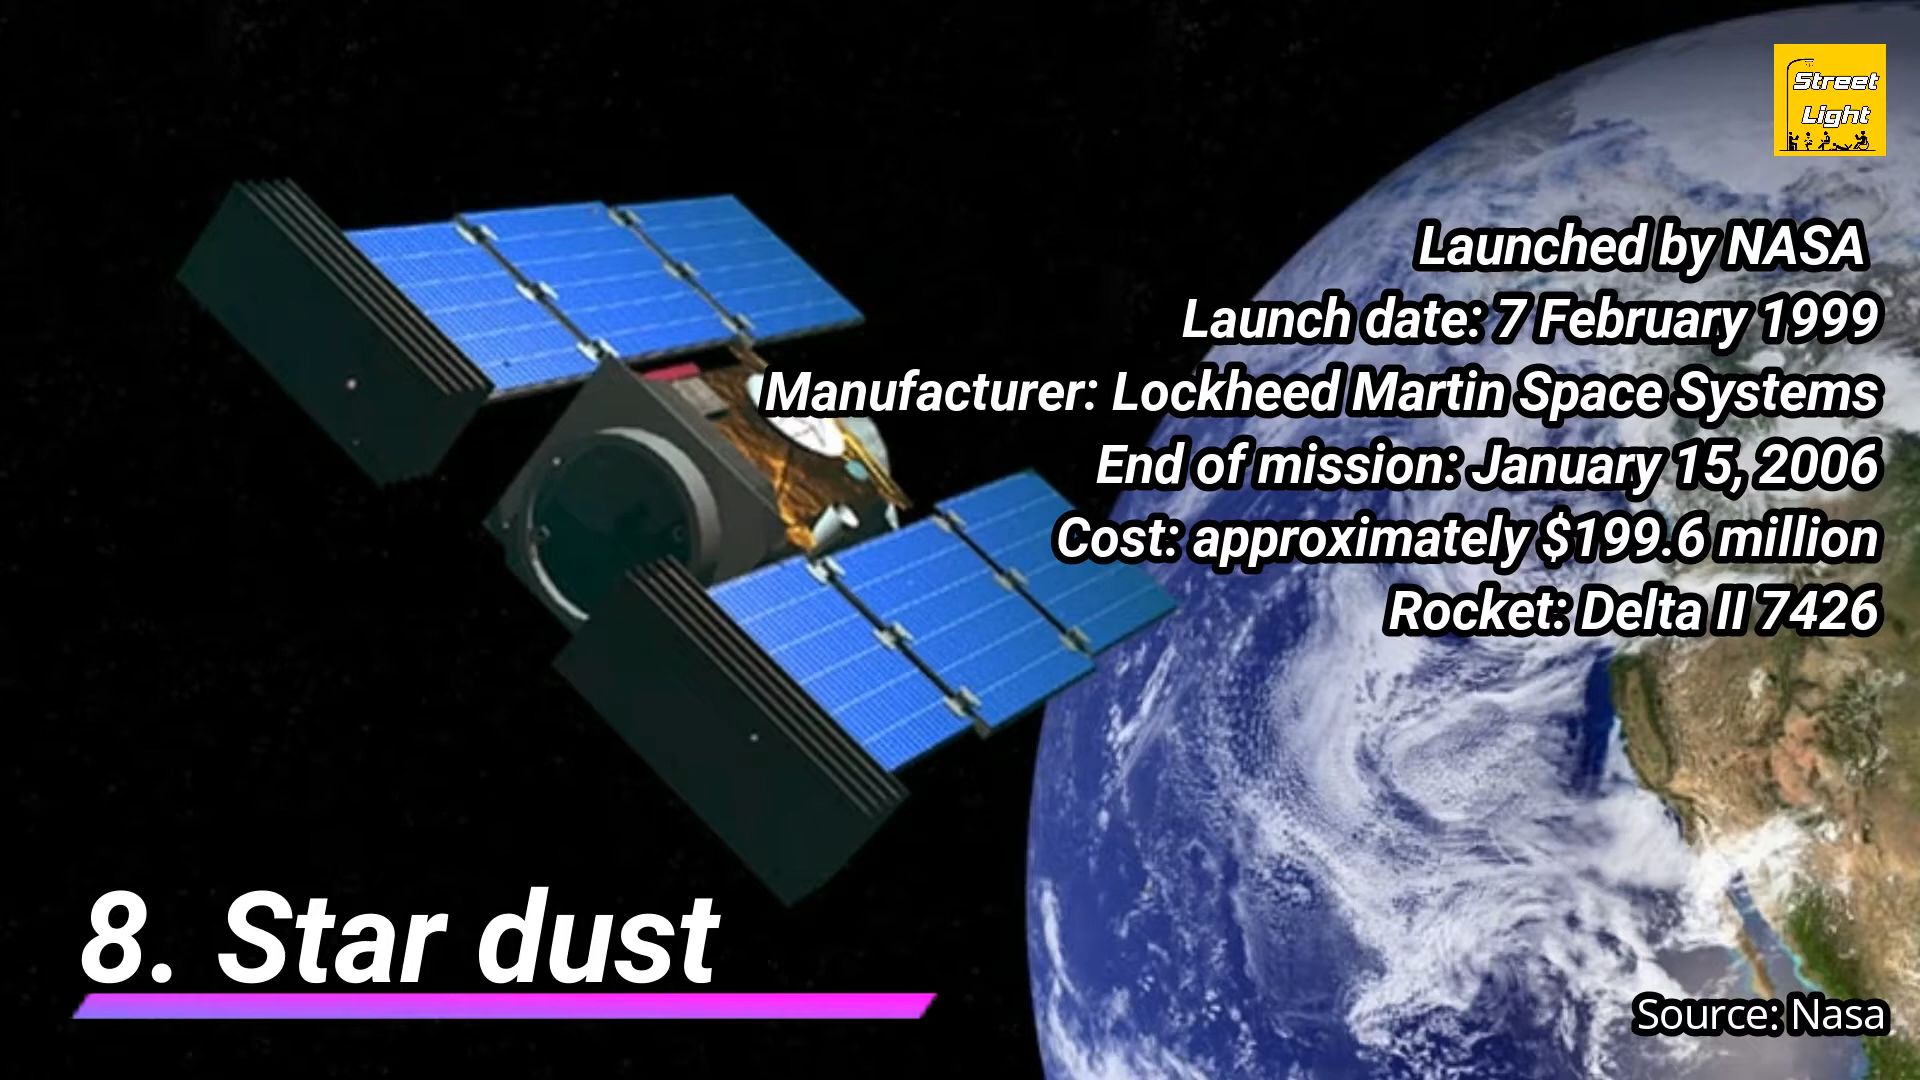 Street
Light
Launched by NASA
Launch date: 7 February 1999
Manufacturer: Lockheed Martin Space Systems
End of mission: January 15, 2006
Cost: approximately $199.6 million
Rocket: Delta II 7426
8. Star dust
Source: Nasa